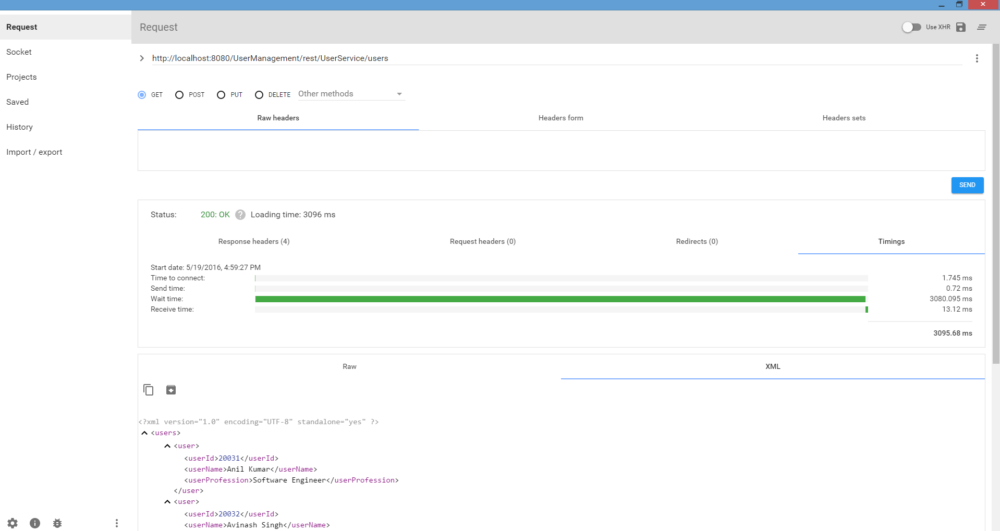 Request
Socket
Projects
Saved
History
Import / export
Request
Use XHR
http://localhost:8080/UserManagement/rest/UserService/users
GET POST PUT DELETE Other methods
Raw headers Headers form Headers sets
SEND
Status: 200: OK ? Loading time: 3096 ms
Response headers (4) Request headers (0) Redirects (0) Timings
Start date: 5/19/2016, 4:59:27 PM
Time to connect: 1.745 ms
Send time: 0.72 ms
Wait time: 3080.095 ms
Receive time: 13.12 ms
3095.68 ms
Raw XML
<?xml version="1.0" encoding="UTF-8" standalone="yes" ?>
<users>
<user>
<userId>20031</userId>
<userName>Anil Kumar</userName>
<userProfession>Software Engineer</userProfession>
</user>
<user>
<userId>20032</userId>
<userName>Avinash Singh</userName>